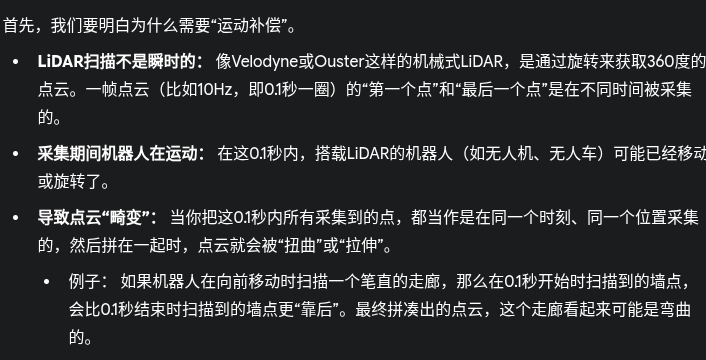 首先，我们要明白为什么需要“运动补偿”。
• LiDAR扫描不是瞬时的： 像Velodyne或Ouster这样的机械式LiDAR，是通过旋转来获取360度的
点云。一帧点云（比如10Hz，即0.1秒一圈）的“第一个点”和“最后一个点”是在不同时间被采集
的。
• 采集期间机器人在运动： 在这0.1秒内，搭载LiDAR的机器人（如无人机、无人车）可能已经移动
或旋转了。
• 导致点云“畸变”： 当你把这0.1秒内所有采集到的点，都当作是在同一个时刻、同一个位置采集
的，然后拼在一起时，点云就会被“扭曲”或“拉伸”。
• 例子： 如果机器人在向前移动时扫描一个笔直的走廊，那么在0.1秒开始时扫描到的墙点，
会比0.1秒结束时扫描到的墙点更“靠后”。最终拼凑出的点云，这个走廊看起来可能是弯曲
的。